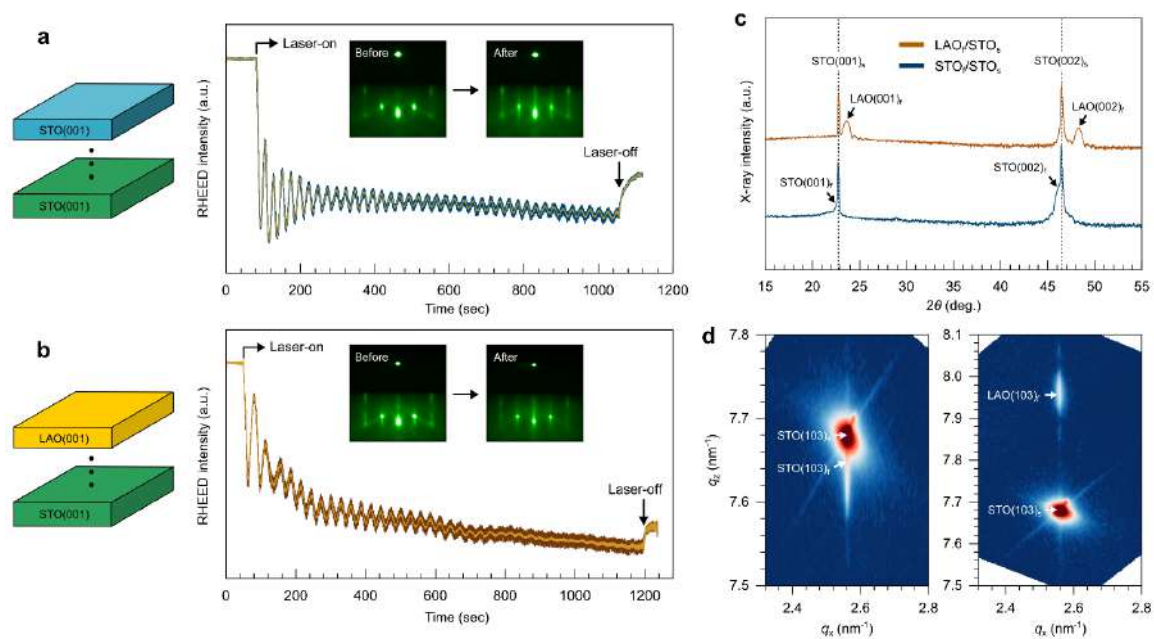 a
STO(001)
STO(001)
RHEED intensity (a.u.)
Laser-on
Before
After
Laser-off
0 200 400 600 800 1000 1200
Time (sec)
b
LAO(001)
STO(001)
RHEED intensity (a.u.)
Laser-on
Before
After
Laser-off
0 200 400 600 800 1000 1200
Time (sec)
c
X-ray intensity (a.u.)
LAOf/STOs
STOf/STOs
STO(001)s
STO(002)s
LAO(001)f
LAO(002)f
STO(001)f
STO(002)f
15 20 25 30 35 40 45 50 55
2θ (deg.)
d
qz (nm-1)
7.8
7.7
7.6
7.5
STO(103)s
STO(103)f
2.4 2.6 2.8
qx (nm-1)
8.1
8.0
7.9
7.8
7.7
7.6
7.5
LAO(103)f
STO(103)s
2.4 2.6 2.8
qx (nm-1)